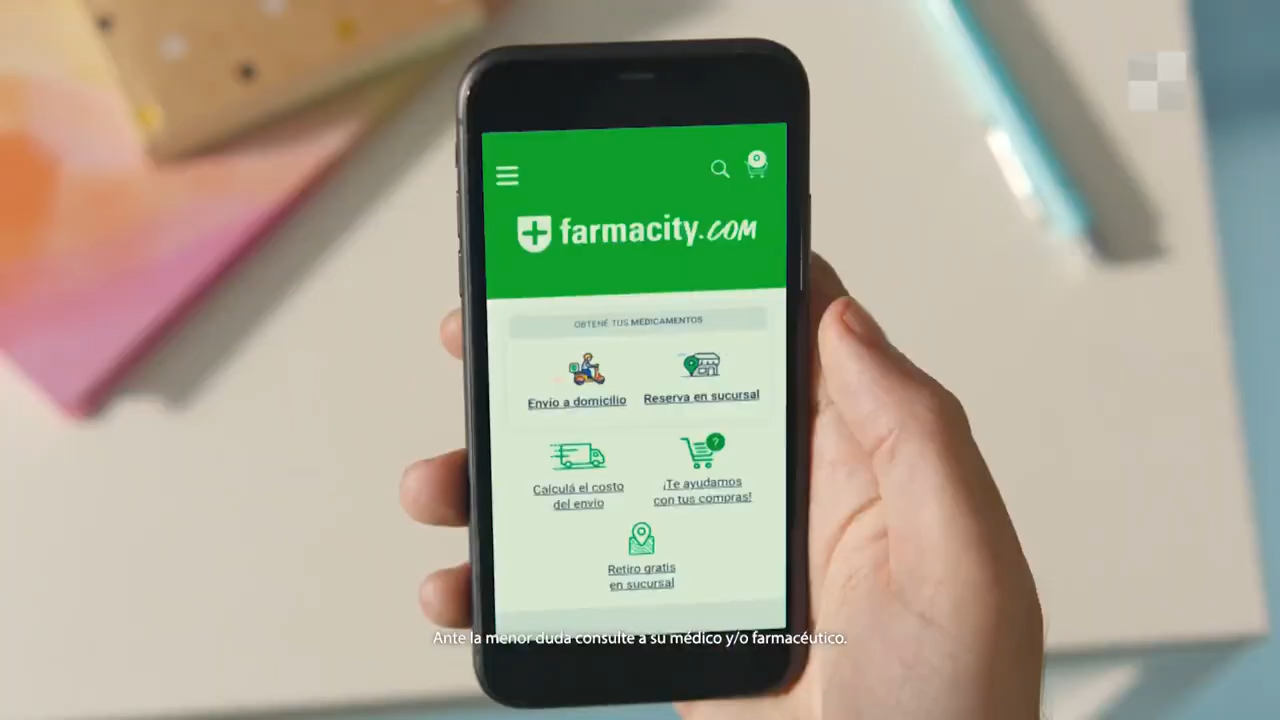 0
farmacity.com
OBTENÉ TUS MEDICAMENTOS
Envío a domicilio
Reserva en sucursal
Calculá el costo
del envío
¡Te ayudamos
con tus compras!
?
Retiro gratis
en sucursal
Ante la menor duda consulte a su médico y/o farmacéutico.